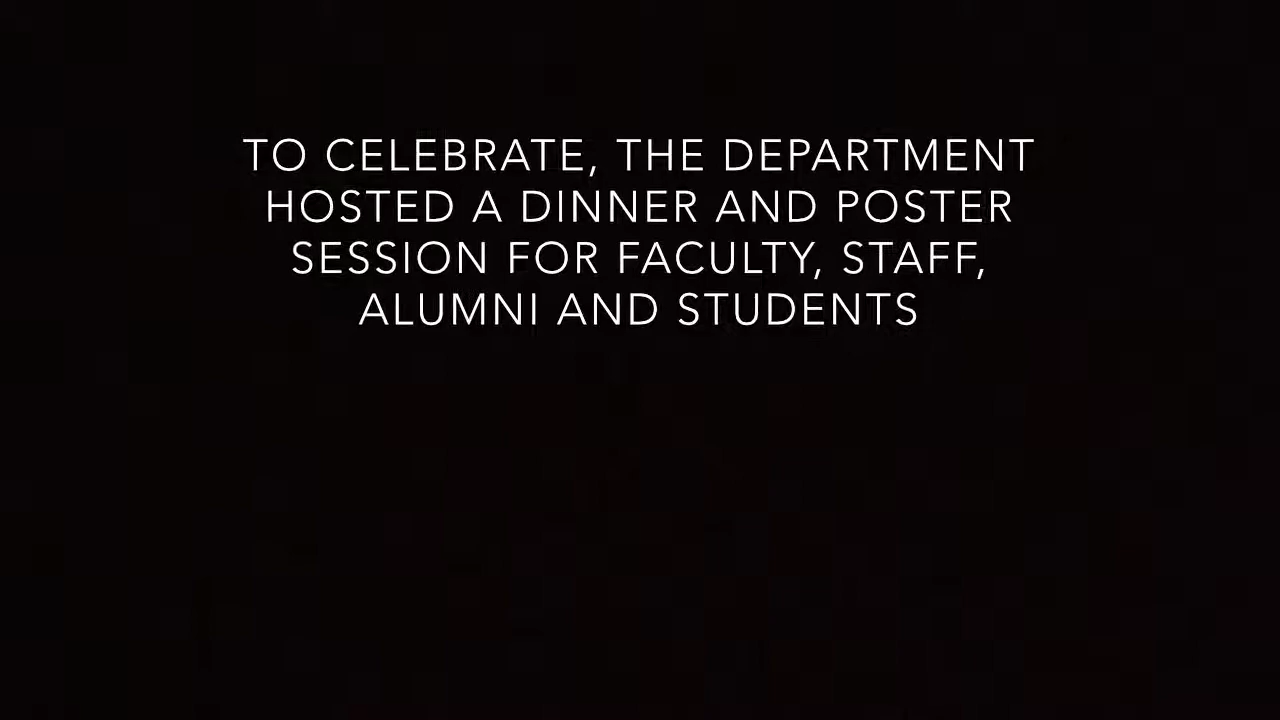 TO CELEBRATE, THE DEPARTMENT
HOSTED A DINNER AND POSTER
SESSION FOR FACULTY, STAFF,
ALUMNI AND STUDENTS